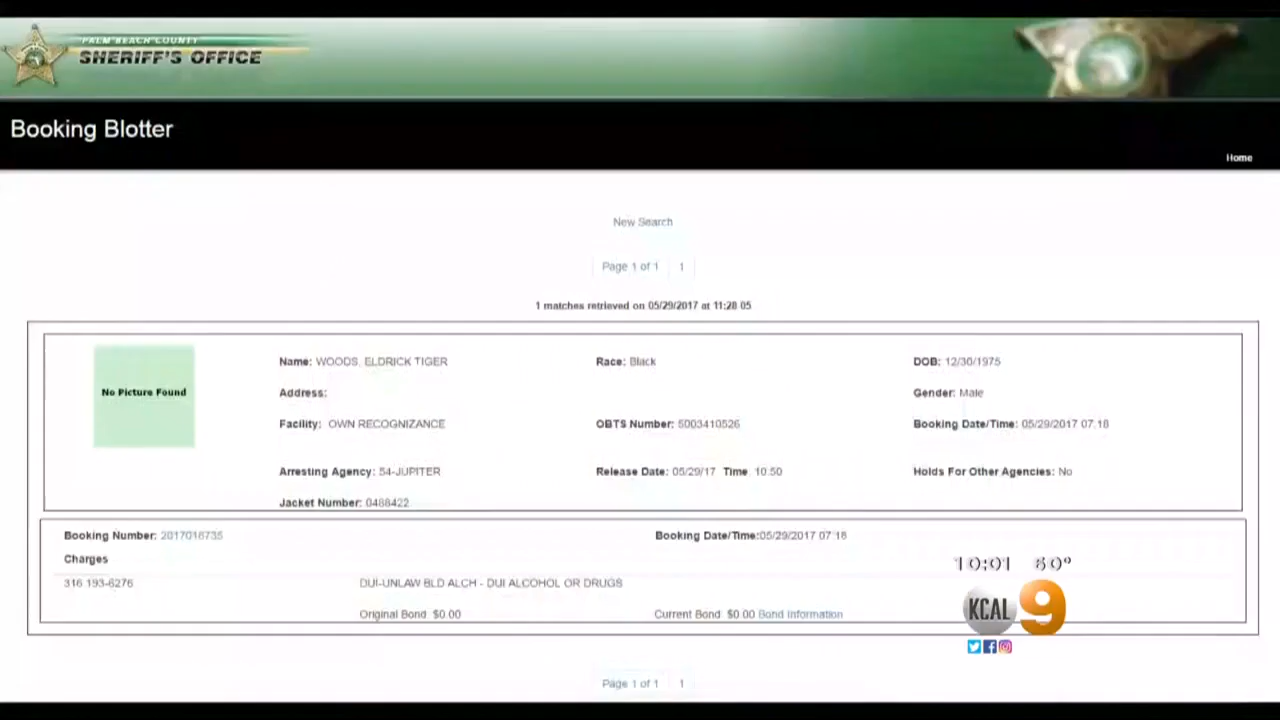 PALM BEACH COUNTY
SHERIFF'S OFFICE
Booking Blotter
Home
New Search
Page 1 of 1 1
1 matches retrieved on 05/29/2017 at 11:28 05
No Picture Found
Name: WOODS, ELDRICK TIGER Race: Black DOB: 12/30/1975
Address: Gender: Male
Facility: OWN RECOGNIZANCE OBTS Number: 5003410526 Booking Date/Time: 05/29/2017 07.18
Arresting Agency: 54-JUPITER Release Date: 05/29/17 Time 10.50 Holds For Other Agencies: No
Jacket Number: 0488422
Booking Number: 2017016735 Booking Date/Time:05/29/2017 07:18
Charges
316 193-6276 DUI-UNLAW BLD ALCH - DUI ALCOHOL OR DRUGS
Original Bond $0.00 Current Bond $0.00 Bond Information
10:01 60°
KCAL 9
Page 1 of 1 1